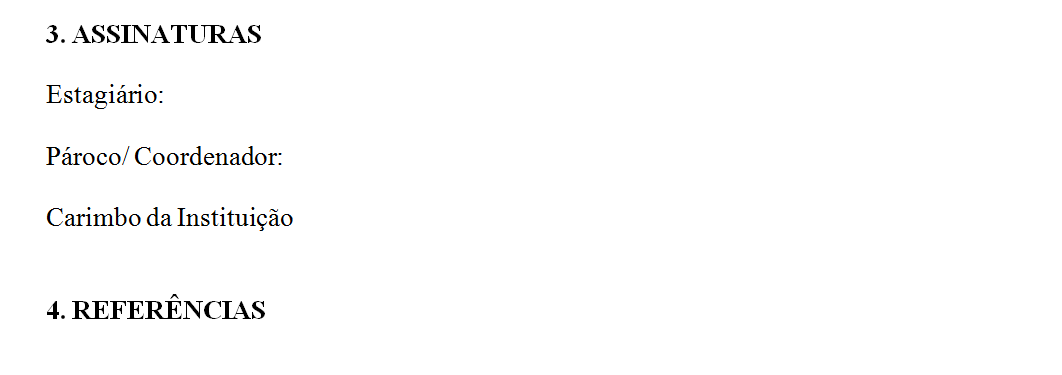 3. ASSINATURAS
Estagiário:
Pároco/ Coordenador:
Carimbo da Instituição
4. REFERÊNCIAS